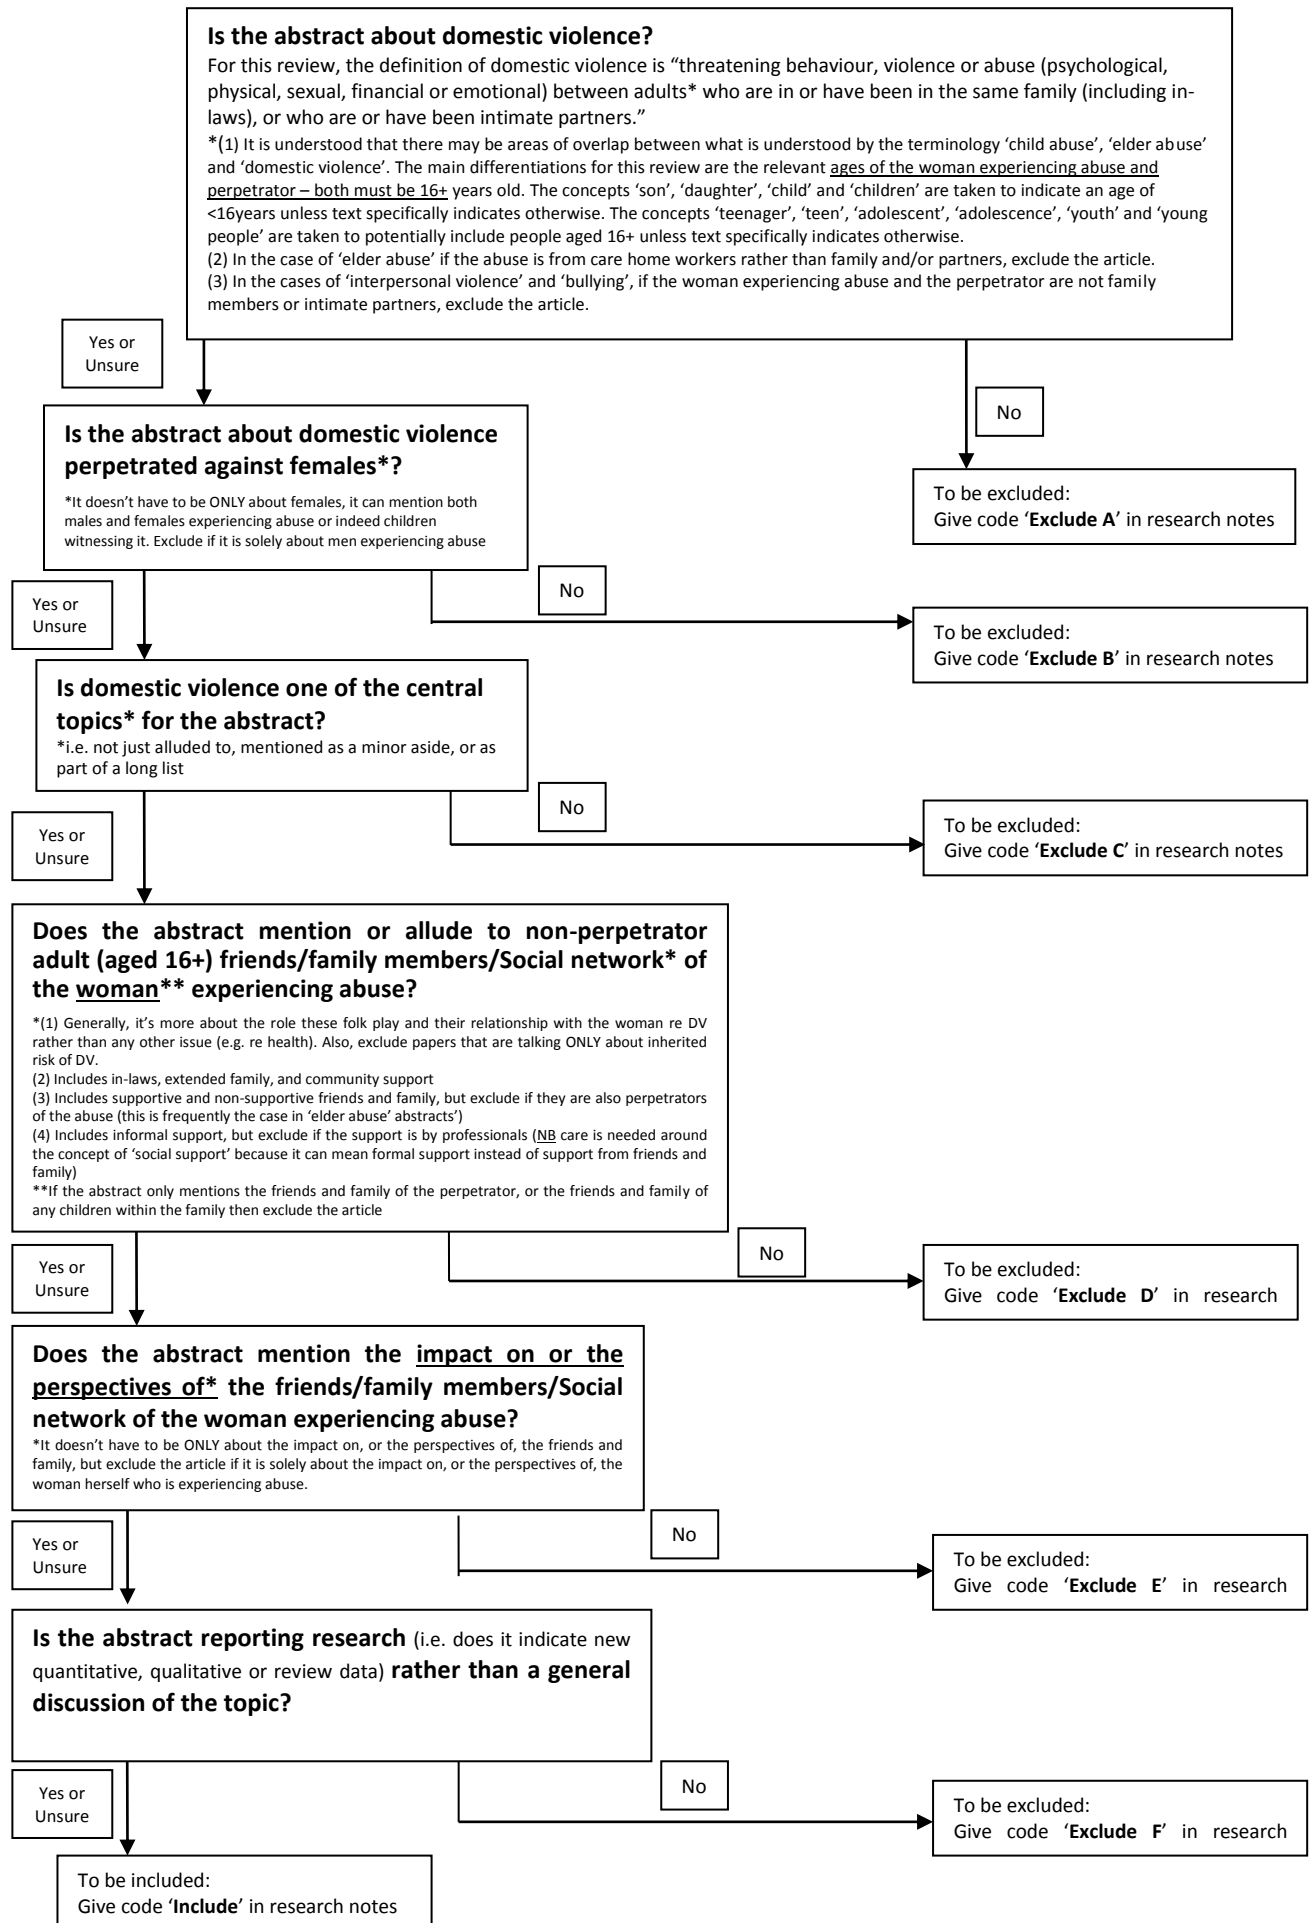 Is the abstract about domestic violence?
For this review, the definition of domestic violence is “threatening behaviour, violence or abuse (psychological,
physical, sexual, financial or emotional) between adults* who are in or have been in the same family (including in-
laws), or who are or have been intimate partners.”
*(1) It is understood that there may be areas of overlap between what is understood by the terminology ‘child abuse’, ‘elder abuse’
and ‘domestic violence’. The main differentiations for this review are the relevant ages of the woman experiencing abuse and
perpetrator – both must be 16+ years old. The concepts ‘son’, ‘daughter’, ‘child’ and ‘children’ are taken to indicate an age of
<16years unless text specifically indicates otherwise. The concepts ‘teenager’, ‘teen’, ‘adolescent’, ‘adolescence’, ‘youth’ and ‘young
people’ are taken to potentially include people aged 16+ unless text specifically indicates otherwise.
(2) In the case of ‘elder abuse’ if the abuse is from care home workers rather than family and/or partners, exclude the article.
(3) In the cases of ‘interpersonal violence’ and ‘bullying’, if the woman experiencing abuse and the perpetrator are not family
members or intimate partners, exclude the article.
Yes or
Unsure
No
Is the abstract about domestic violence
perpetrated against females*?
*It doesn’t have to be ONLY about females, it can mention both
males and females experiencing abuse or indeed children
witnessing it. Exclude if it is solely about men experiencing abuse
To be excluded:
Give code ‘Exclude A’ in research notes
Yes or
Unsure
No
To be excluded:
Give code ‘Exclude B’ in research notes
Is domestic violence one of the central
topics* for the abstract?
*i.e. not just alluded to, mentioned as a minor aside, or as
part of a long list
Yes or
Unsure
No
To be excluded:
Give code ‘Exclude C’ in research notes
Does the abstract mention or allude to non-perpetrator
adult (aged 16+) friends/family members/Social network* of
the woman** experiencing abuse?
*(1) Generally, it’s more about the role these folk play and their relationship with the woman re DV
rather than any other issue (e.g. re health). Also, exclude papers that are talking ONLY about inherited
risk of DV.
(2) Includes in-laws, extended family, and community support
(3) Includes supportive and non-supportive friends and family, but exclude if they are also perpetrators
of the abuse (this is frequently the case in ‘elder abuse’ abstracts’)
(4) Includes informal support, but exclude if the support is by professionals (NB care is needed around
the concept of ‘social support’ because it can mean formal support instead of support from friends and
family)
**If the abstract only mentions the friends and family of the perpetrator, or the friends and family of
any children within the family then exclude the article
Yes or
Unsure
No
To be excluded:
Give code ‘Exclude D’ in research
Does the abstract mention the impact on or the
perspectives of* the friends/family members/Social
network of the woman experiencing abuse?
*It doesn’t have to be ONLY about the impact on, or the perspectives of, the friends and
family, but exclude the article if it is solely about the impact on, or the perspectives of, the
woman herself who is experiencing abuse.
Yes or
Unsure
No
To be excluded:
Give code ‘Exclude E’ in research
Is the abstract reporting research (i.e. does it indicate new
quantitative, qualitative or review data) rather than a general
discussion of the topic?
Yes or
Unsure
No
To be excluded:
Give code ‘Exclude F’ in research
To be included:
Give code ‘Include’ in research notes